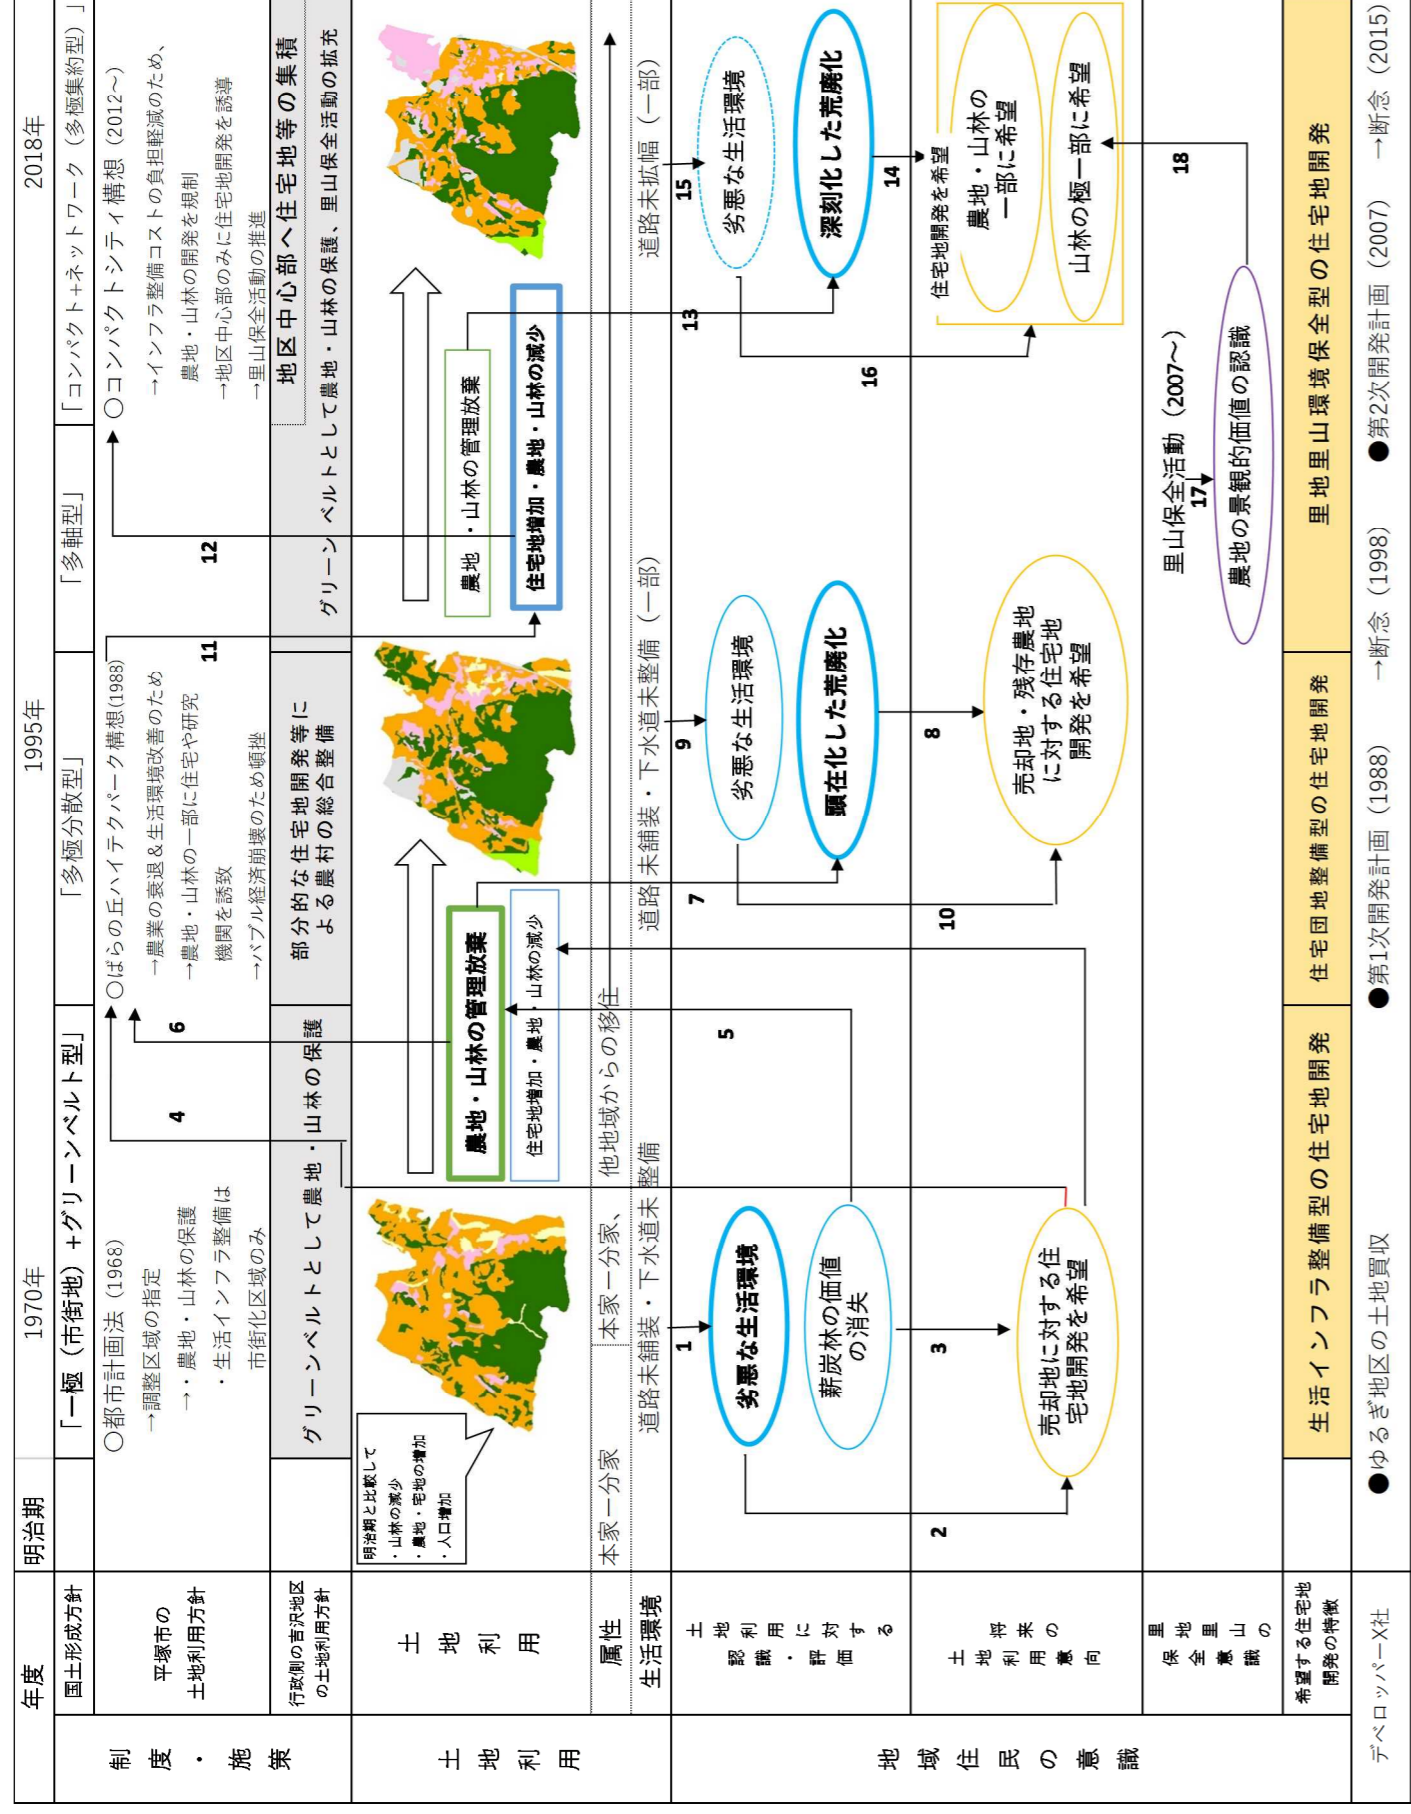 年度
明治期
1970年
1995年
2018年
制度・施策
国土形成方針
「一極（市街地）+グリーンベルト型」
「多極分散型」
「多軸型」
「コンパクト+ネットワーク（多極集約型）」
平塚市の
土地利用方針
〇都市計画法（1968）
→調整区域の指定
→・農地・山林の保護
・生活インフラ整備は
市街化区域のみ
〇ばらの丘ハイテクパーク構想(1988)
→農業の衰退＆生活環境改善のため
→農地・山林の一部に住宅や研究
機関を誘致
→バブル経済崩壊のため頓挫
〇コンパクトシティ構想（2012～）
→インフラ整備コストの負担軽減のため、
農地・山林の開発を規制
→地区中心部のみに住宅地開発を誘導
→里山保全活動の推進
4
6
11
12
行政側の吉沢地区
の土地利用方針
グリーンベルトとして農地・山林の保護
部分的な住宅地開発等に
よる農村の総合整備
地区中心部へ住宅地等の集積
グリーンベルトとして農地・山林の保護、里山保全活動の拡充
土地利用
土地利用
明治期と比較して
・山林の減少
・農地・宅地の増加
・人口増加
農地・山林の管理放棄
住宅地増加・農地・山林の減少
農地・山林の管理放棄
住宅地増加・農地・山林の減少
属性
本家ー分家
本家ー分家、他地域からの移住
生活環境
道路未舗装・下水道未整備
道路未舗装・下水道未整備（一部）
道路未拡幅（一部）
地域住民の意識
土地利用に対する
認識・評価
1
劣悪な生活環境
薪炭林の価値
の消失
5
7
9
劣悪な生活環境
顕在化した荒廃化
13
15
劣悪な生活環境
深刻化した荒廃化
将来の
土地利用意向
2
3
売却地に対する住
宅地開発を希望
10
8
売却地・残存農地
に対する住宅地
開発を希望
16
14
住宅地開発を希望
農地・山林の
一部に希望
山林の極一部に希望
里地里山の
保全意識
里山保全活動（2007～）
17
農地の景観的価値の認識
18
希望する住宅地
開発の特徴
生活インフラ整備型の住宅地開発
住宅団地整備型の住宅地開発
里地里山環境保全型の住宅地開発
デベロッパーX社
●ゆるぎ地区の土地買収
●第1次開発計画（1988）
→断念（1998）
●第2次開発計画（2007）
→断念（2015）